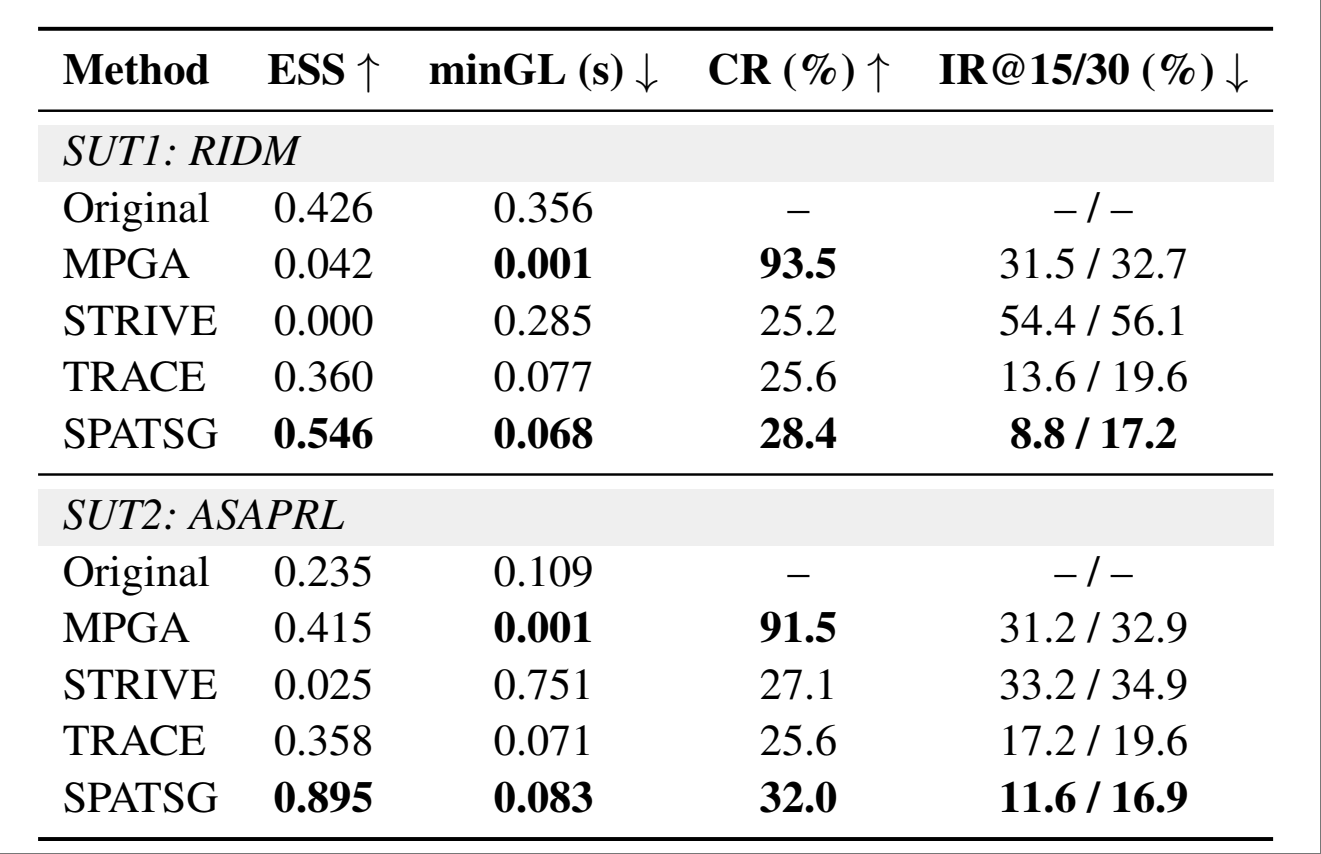 Method ESS ↑ minGL (s) ↓ CR (%) ↑ IR@15/30 (%) ↓
SUT1: RIDM
Original 0.426 0.356 – – / –
MPGA 0.042 0.001 93.5 31.5 / 32.7
STRIVE 0.000 0.285 25.2 54.4 / 56.1
TRACE 0.360 0.077 25.6 13.6 / 19.6
SPATSG 0.546 0.068 28.4 8.8 / 17.2
SUT2: ASAPRL
Original 0.235 0.109 – – / –
MPGA 0.415 0.001 91.5 31.2 / 32.9
STRIVE 0.025 0.751 27.1 33.2 / 34.9
TRACE 0.358 0.071 25.6 17.2 / 19.6
SPATSG 0.895 0.083 32.0 11.6 / 16.9